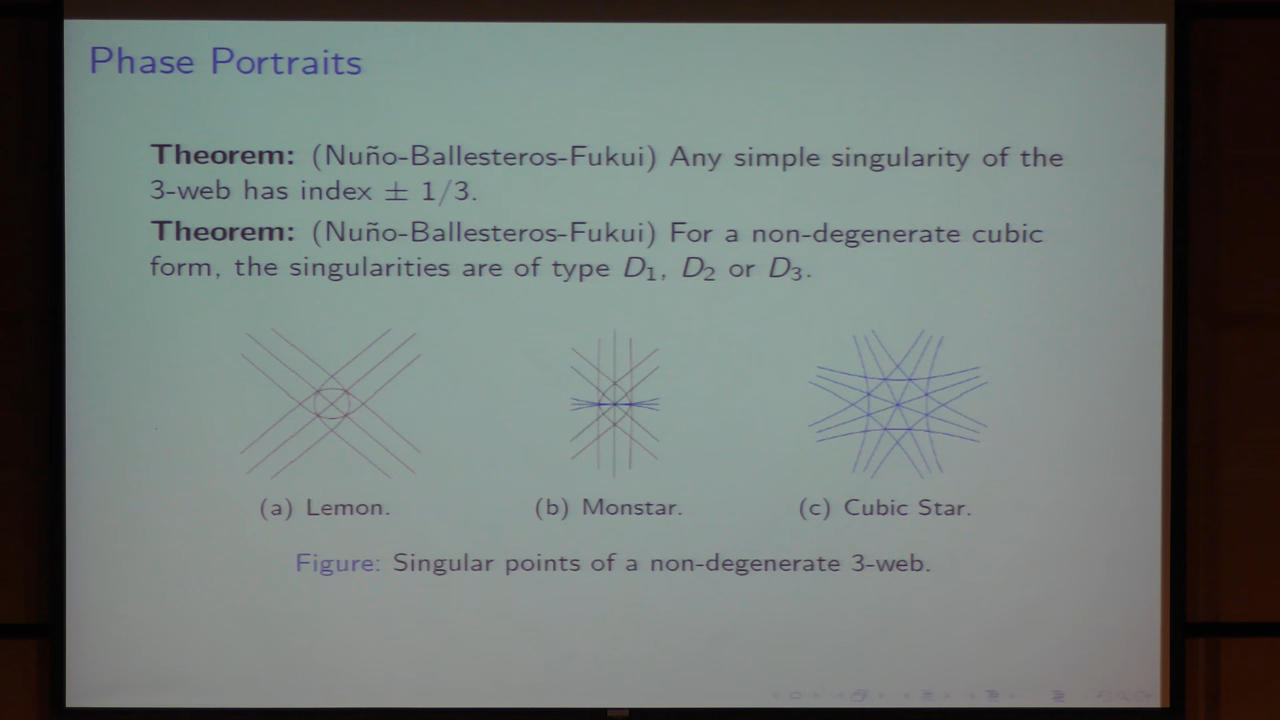 Phase Portraits
Theorem: (Nuño-Ballesteros-Fukui) Any simple singularity of the
3-web has index ± 1/3.
Theorem: (Nuño-Ballesteros-Fukui) For a non-degenerate cubic
form, the singularities are of type D₁, D₂ or D₃.
(a) Lemon.
(b) Monstar.
(c) Cubic Star.
Figure: Singular points of a non-degenerate 3-web.